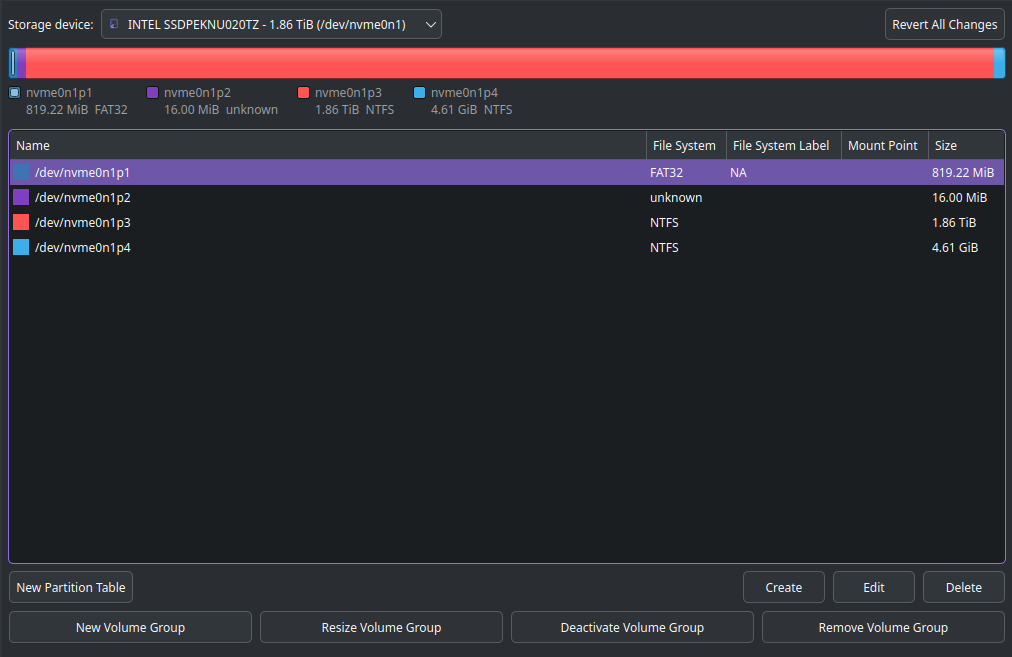 Storage device: INTEL SSDPEKNU020TZ - 1.86 TiB (/dev/nvme0n1) Revert All Changes
nvme0n1p1 nvme0n1p2 nvme0n1p3 nvme0n1p4
819.22 MiB FAT32 16.00 MiB unknown 1.86 TiB NTFS 4.61 GiB NTFS
Name File System File System Label Mount Point Size
/dev/nvme0n1p1 FAT32 NA 819.22 MiB
/dev/nvme0n1p2 unknown 16.00 MiB
/dev/nvme0n1p3 NTFS 1.86 TiB
/dev/nvme0n1p4 NTFS 4.61 GiB
New Partition Table Create Edit Delete
New Volume Group Resize Volume Group Deactivate Volume Group Remove Volume Group